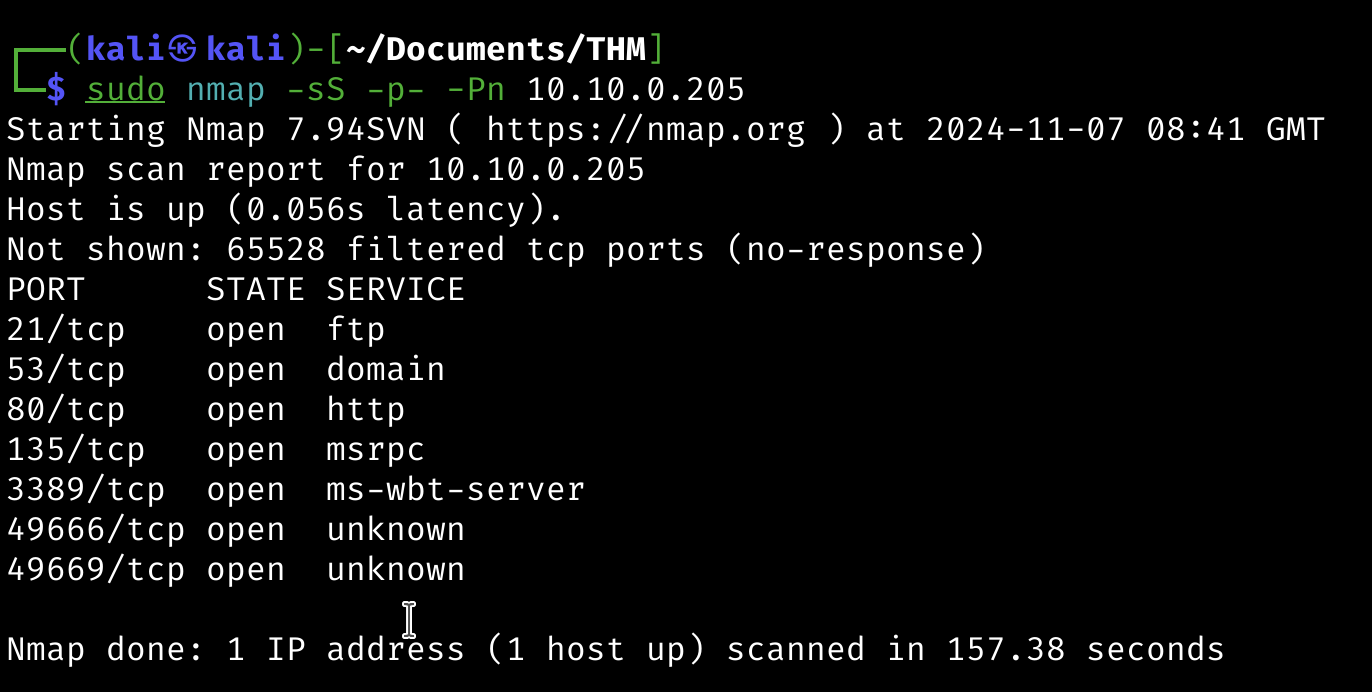 ┌──(kali㉿kali)-[~/Documents/THM]
└─$ sudo nmap -sS -p- -Pn 10.10.0.205
Starting Nmap 7.94SVN ( https://nmap.org ) at 2024-11-07 08:41 GMT
Nmap scan report for 10.10.0.205
Host is up (0.056s latency).
Not shown: 65528 filtered tcp ports (no-response)
PORT      STATE SERVICE
21/tcp    open  ftp
53/tcp    open  domain
80/tcp    open  http
135/tcp   open  msrpc
3389/tcp  open  ms-wbt-server
49666/tcp open  unknown
49669/tcp open  unknown
Nmap done: 1 IP address (1 host up) scanned in 157.38 seconds